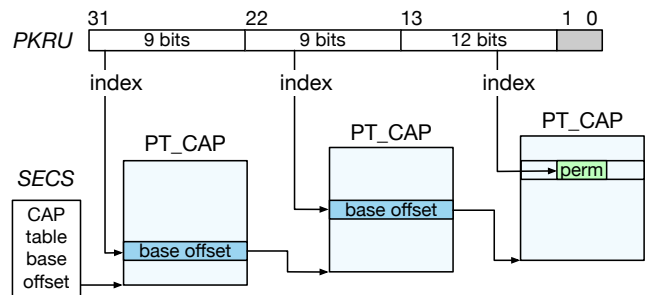 31 22 13 1 0
PKRU 9 bits 9 bits 12 bits
index index index
PT_CAP PT_CAP PT_CAP
SECS
CAP
table
base
offset
base offset
base offset
perm